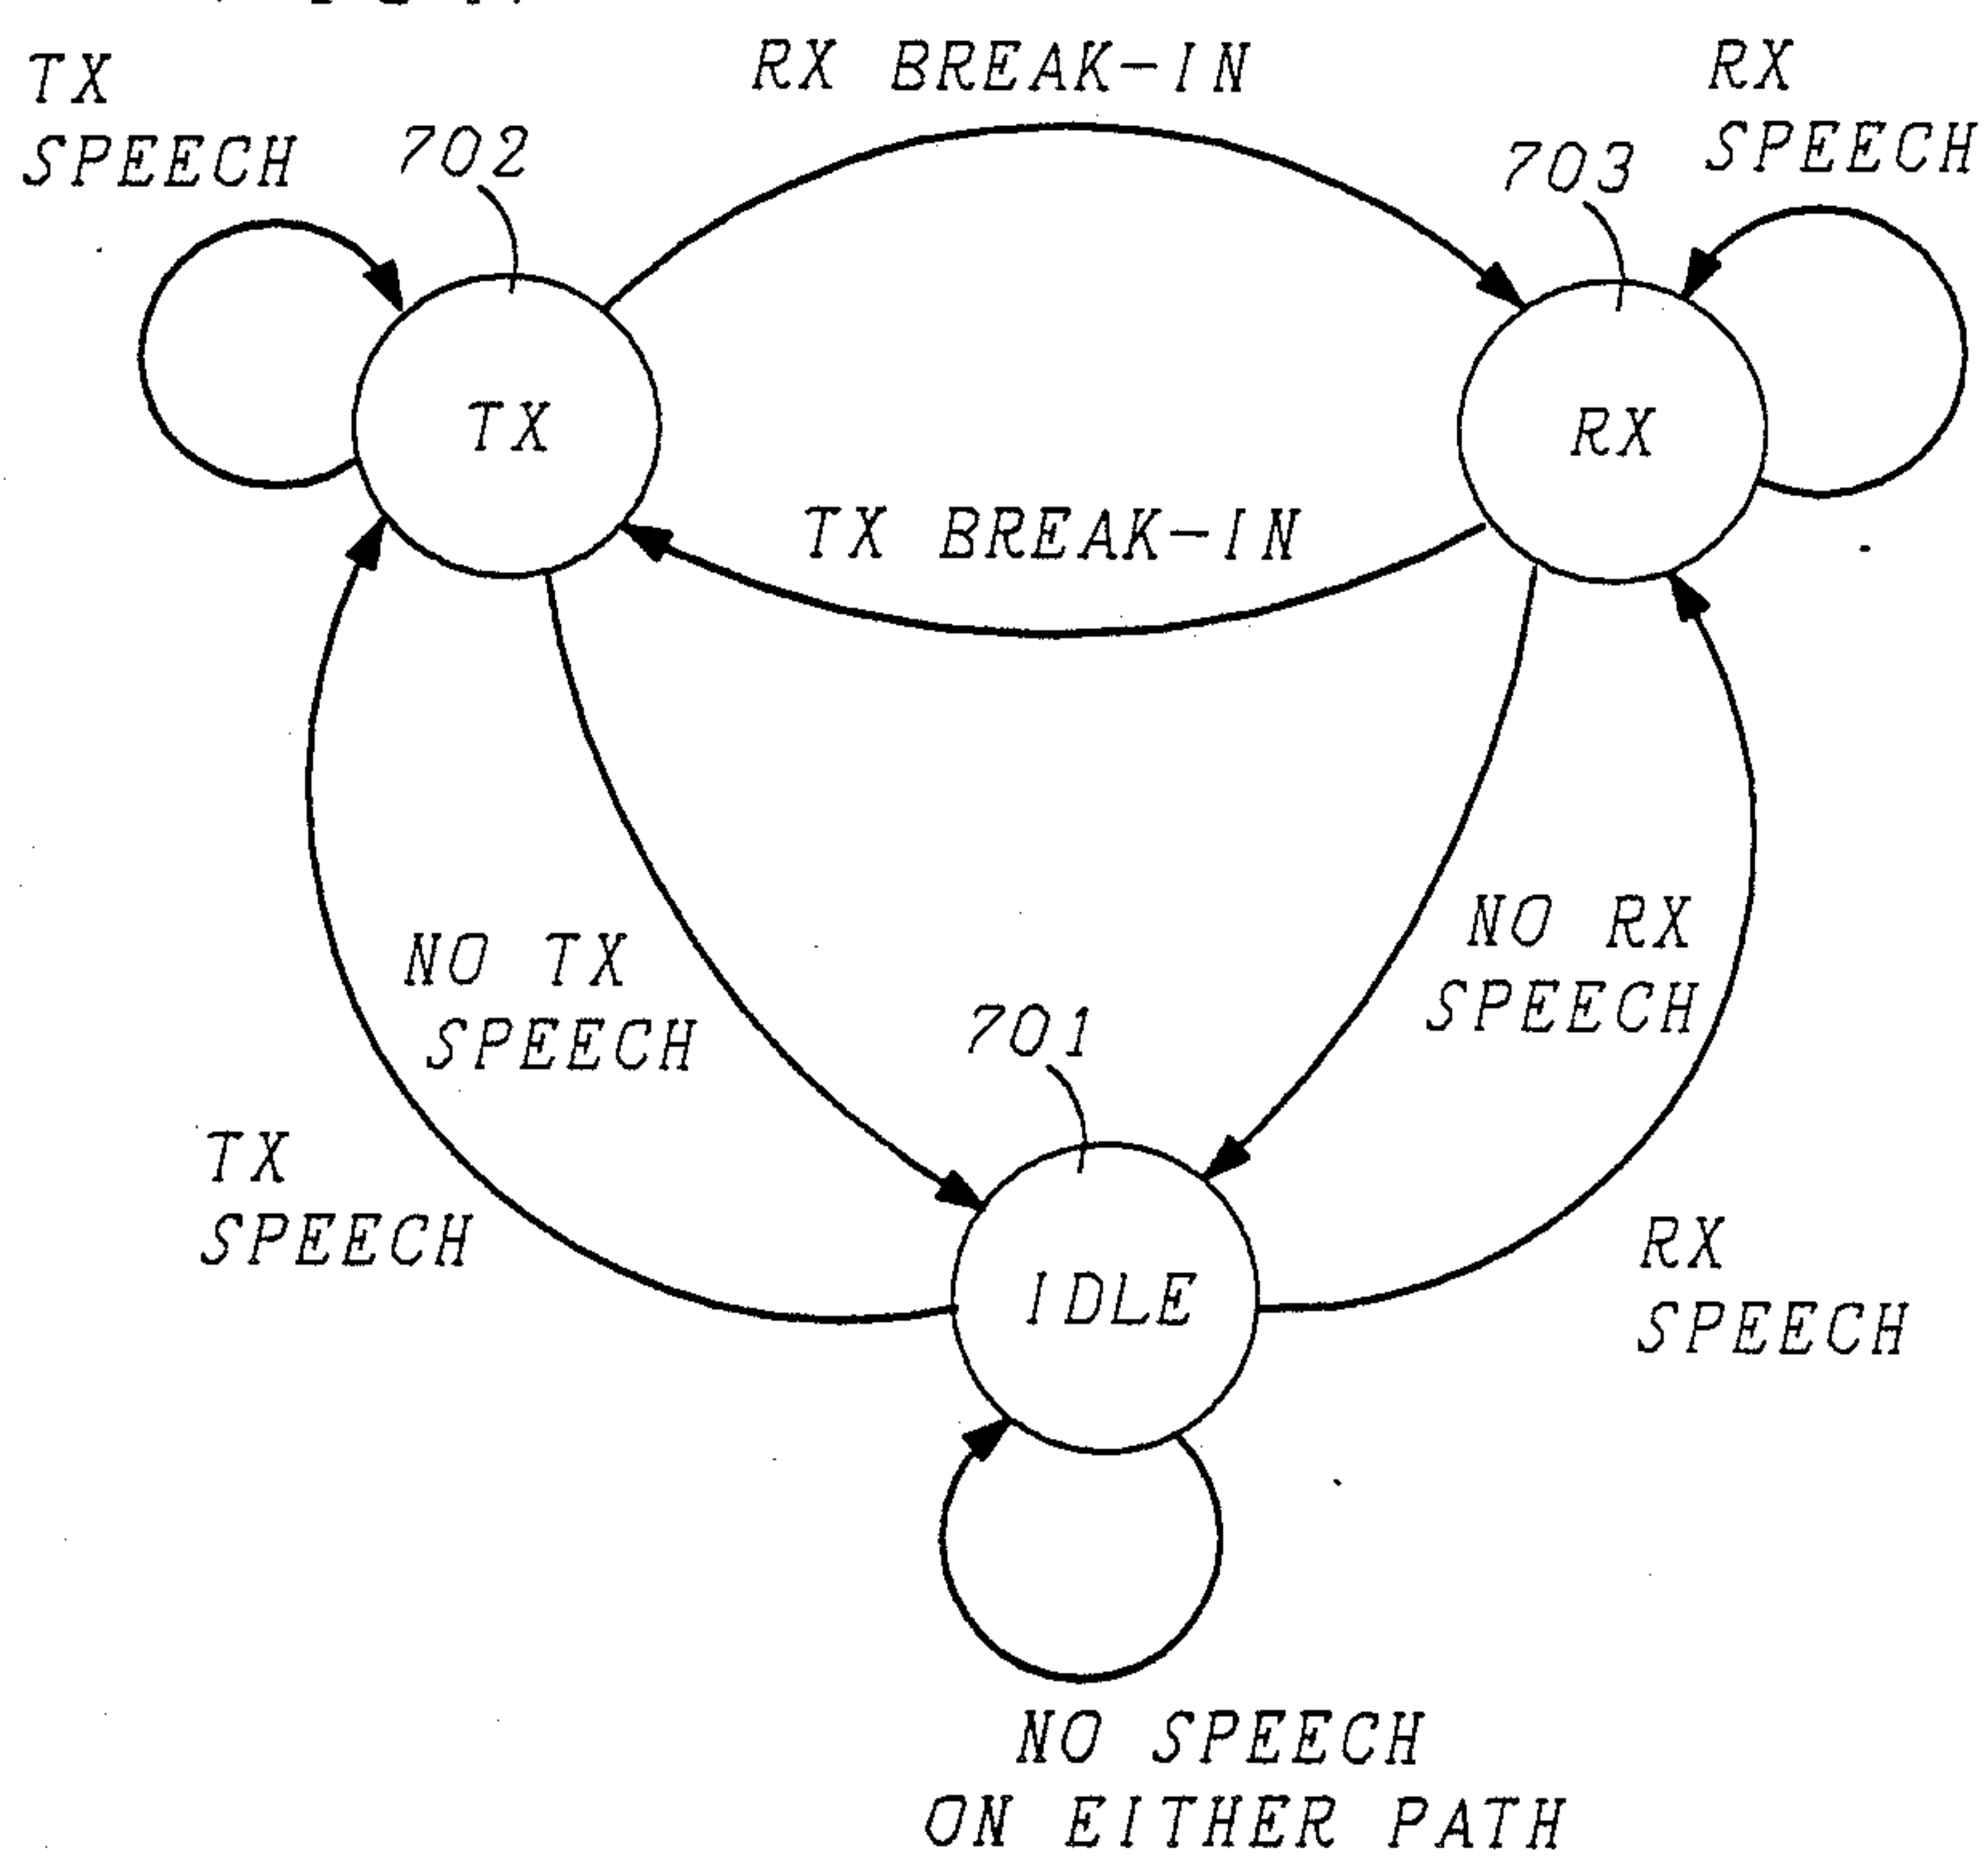 TX
SPEECH
702
RX BREAK-IN
703
RX
SPEECH
TX
RX
TX BREAK-IN
NO TX
SPEECH
NO RX
SPEECH
701
TX
SPEECH
IDLE
RX
SPEECH
NO SPEECH
ON EITHER PATH